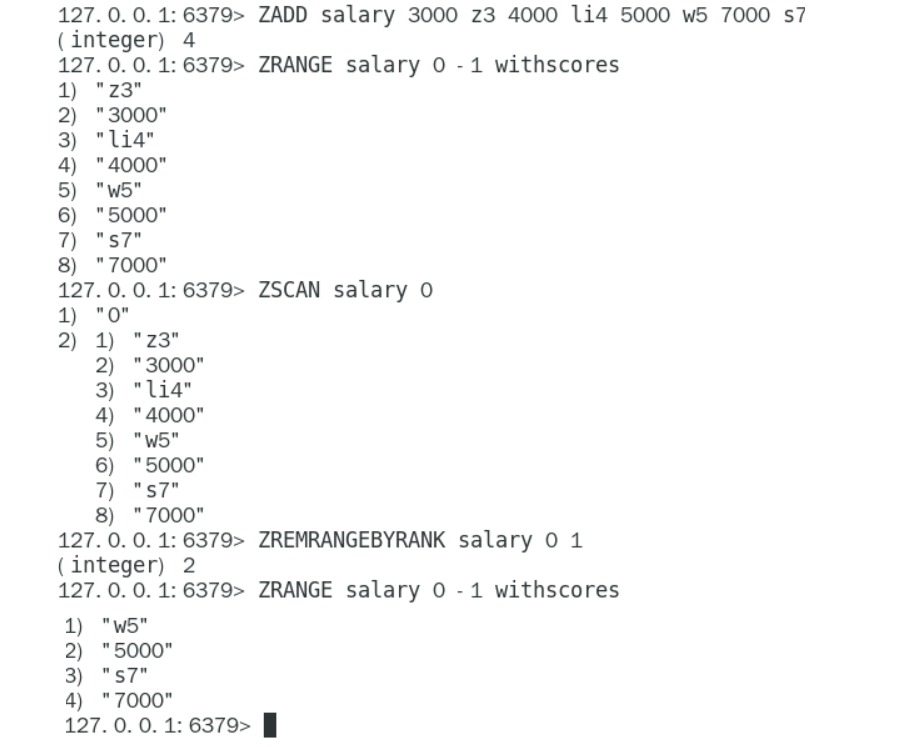 127.0.0.1:6379> ZADD salary 3000 z3 4000 li4 5000 w5 7000 s7
(integer) 4
127.0.0.1:6379> ZRANGE salary 0 -1 withscores
1) "z3"
2) "3000"
3) "li4"
4) "4000"
5) "w5"
6) "5000"
7) "s7"
8) "7000"
127.0.0.1:6379> ZSCAN salary 0
1) "0"
2) 1) "z3"
   2) "3000"
   3) "li4"
   4) "4000"
   5) "w5"
   6) "5000"
   7) "s7"
   8) "7000"
127.0.0.1:6379> ZREMRANGEBYRANK salary 0 1
(integer) 2
127.0.0.1:6379> ZRANGE salary 0 -1 withscores
1) "w5"
2) "5000"
3) "s7"
4) "7000"
127.0.0.1:6379>